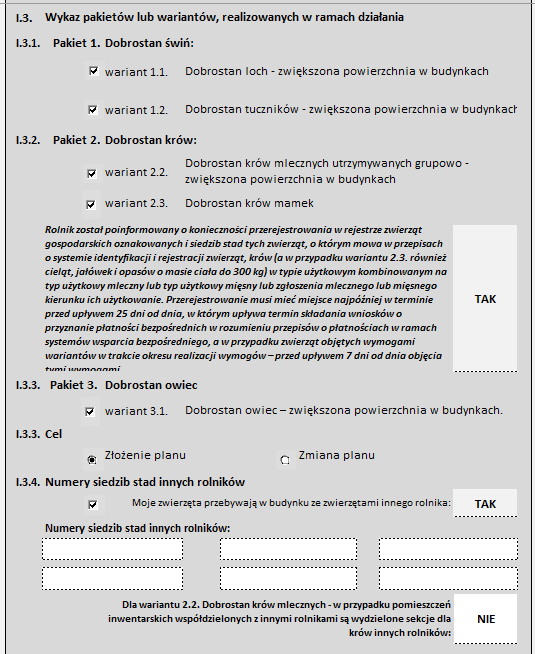 I.3. Wykaz pakietów lub wariantów, realizowanych w ramach działania
I.3.1. Pakiet 1. Dobrostan świń:
wariant 1.1. Dobrostan loch - zwiększona powierzchnia w budynkach
wariant 1.2. Dobrostan tuczników - zwiększona powierzchnia w budynkach
I.3.2. Pakiet 2. Dobrostan krów:
wariant 2.2. Dobrostan krów mlecznych utrzymywanych grupowo -
zwiększona powierzchnia w budynkach
wariant 2.3. Dobrostan krów mamek
Rolnik został poinformowany o konieczności przerejestrowania w rejestrze zwierząt
gospodarskich oznakowanych i siedzib stad tych zwierząt, o którym mowa w przepisach
o systemie identyfikacji i rejestracji zwierząt, krów (a w przypadku wariantu 2.3. również
cieląt, jałówek i opasów o masie ciała do 300 kg) w typie użytkowym kombinowanym na
typ użytkowy mleczny lub typ użytkowy mięsny lub zgłoszenia mlecznego lub mięsnego
kierunku ich użytkowanie. Przerejestrowanie musi mieć miejsce najpóźniej w terminie
przed upływem 25 dni od dnia, w którym upływa termin składania wniosków o
przyznanie płatności bezpośrednich w rozumieniu przepisów o płatnościach w ramach
systemów wsparcia bezpośredniego, a w przypadku zwierząt objętych wymogami
wariantów w trakcie okresu realizacji wymogów – przed upływem 7 dni od dnia objęcia
tymi wymogami.
TAK
I.3.3. Pakiet 3. Dobrostan owiec
wariant 3.1. Dobrostan owiec – zwiększona powierzchnia w budynkach.
I.3.3. Cel
Złożenie planu Zmiana planu
I.3.4. Numery siedzib stad innych rolników
Moje zwierzęta przebywają w budynku ze zwierzętami innego rolnika: TAK
Numery siedzib stad innych rolników:
Dla wariantu 2.2. Dobrostan krów mlecznych - w przypadku pomieszczeń
inwentarskich współdzielonych z innymi rolnikami są wydzielone sekcje dla
krów innych rolników:
NIE